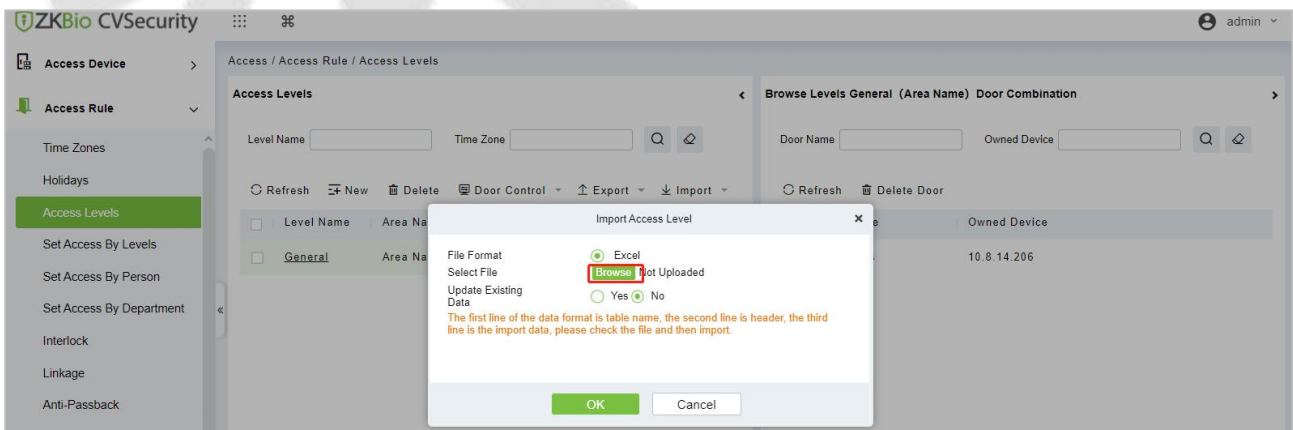 ZKBio CVSecurity
admin
Access Device
Access Rule
Time Zones
Holidays
Access Levels
Set Access By Levels
Set Access By Person
Set Access By Department
Interlock
Linkage
Anti-Passback
Access / Access Rule / Access Levels
Access Levels
Level Name Time Zone
Refresh New Delete Door Control Export Import
Level Name Area Na
General Area Na
Browse Levels General (Area Name) Door Combination
Door Name Owned Device
Refresh Delete Door
Owned Device
10.8.14.206
Import Access Level
File Format Excel
Select File Browse Not Uploaded
Update Existing
Data Yes No
The first line of the data format is table name, the second line is header, the third
line is the import data, please check the file and then import.
OK Cancel